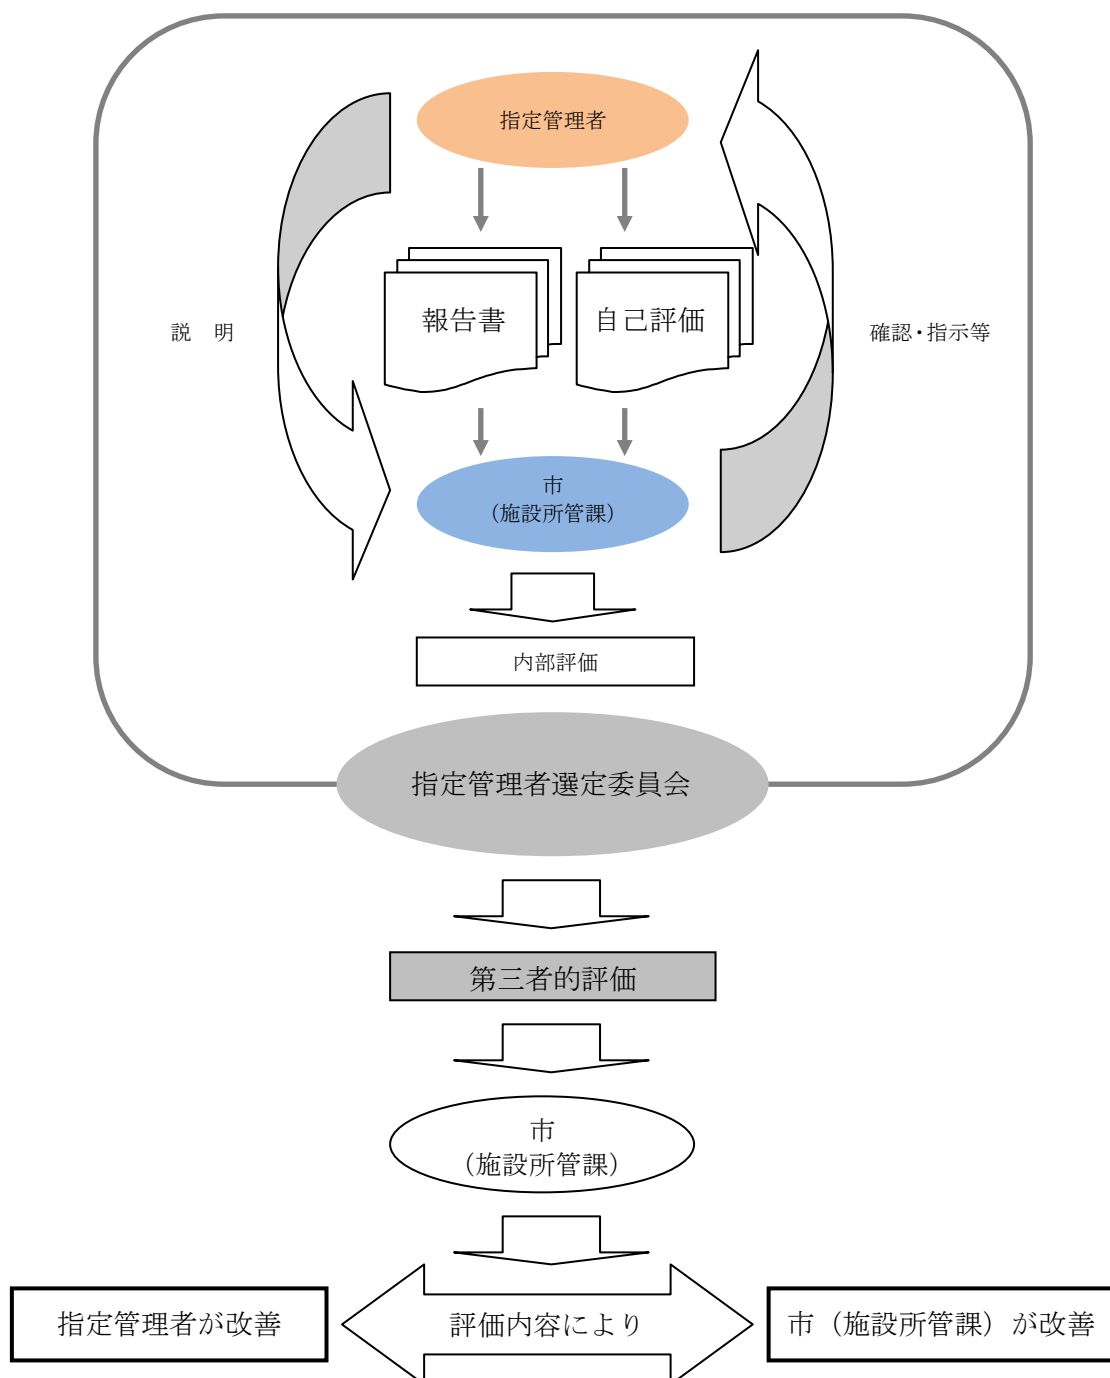 指定管理者
報告書
自己評価
説　明
確認・指示等
市
（施設所管課）
内部評価
指定管理者選定委員会
第三者的評価
市
（施設所管課）
指定管理者が改善
評価内容により
市（施設所管課）が改善